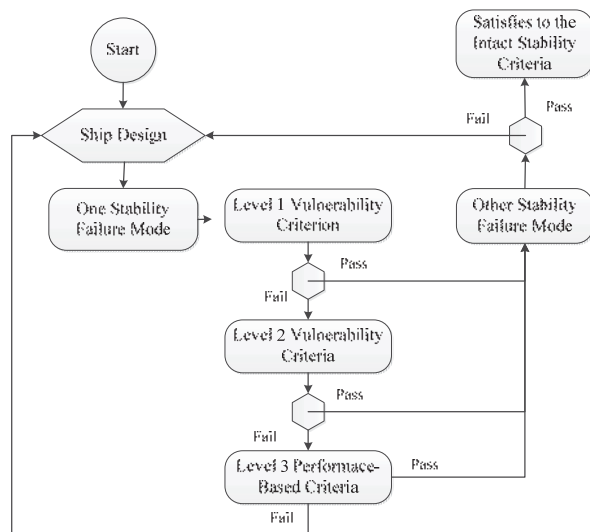 Start
Satisfies to the
Intact Stability
Criteria
Fail
Pass
Ship Design
One Stability
Failure Mode
Level 1 Vulnerability
Criterion
Other Stability
Failure Mode
Pass
Fail
Level 2 Vulnerability
Criteria
Pass
Fail
Level 3 Performace-
Based Criteria
Pass
Fail